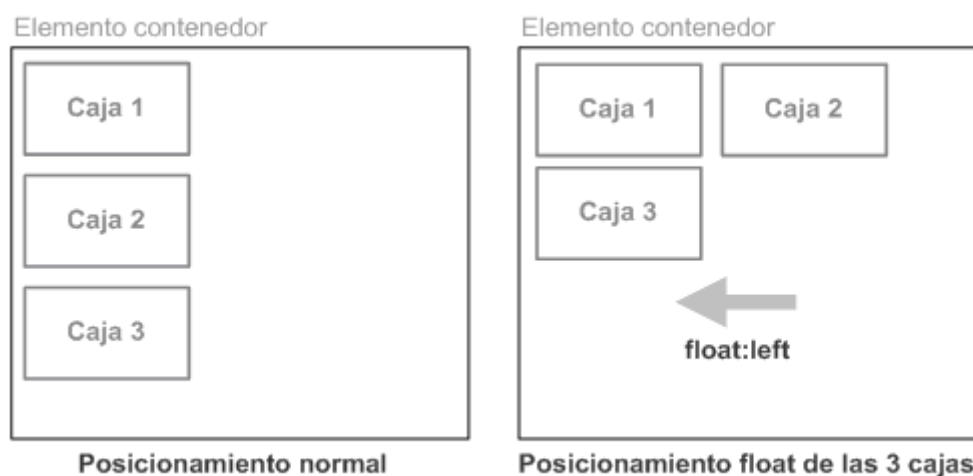 Elemento contenedor
Caja 1
Caja 2
Caja 3
Posicionamiento normal
Elemento contenedor
Caja 1
Caja 2
Caja 3
float:left
Posicionamiento float de las 3 cajas